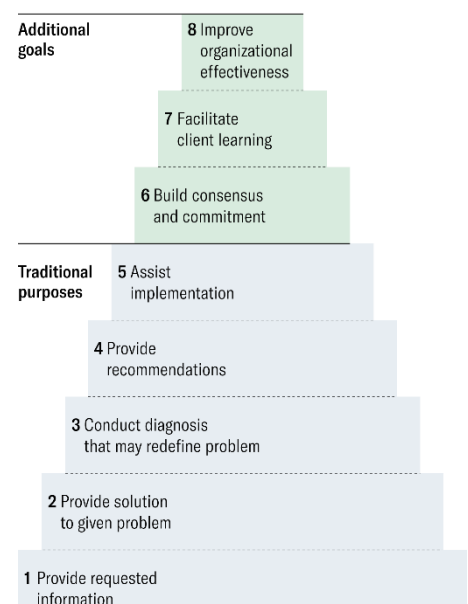 Additional
goals
8 Improve
organizational
effectiveness
7 Facilitate
client learning
6 Build consensus
and commitment
Traditional
purposes
5 Assist
implementation
4 Provide
recommendations
3 Conduct diagnosis
that may redefine problem
2 Provide solution
to given problem
1 Provide requested
information